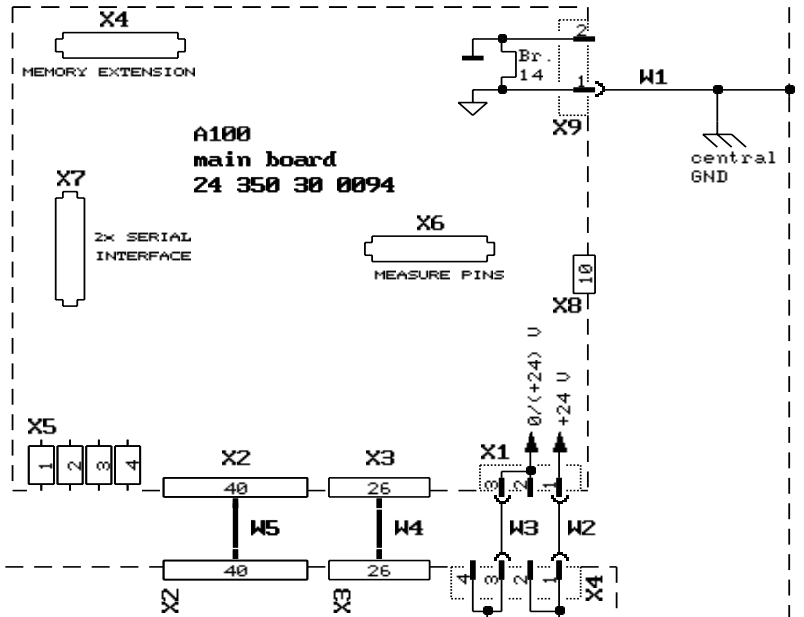 X4
MEMORY EXTENSION
2
Br.
14
1
W1
X9
A100
main board
24 350 30 0094
central
GND
X7
2x SERIAL
INTERFACE
X6
MEASURE PINS
10
X8
0/(+24) V
+24 V
X5
1
2
3
4
X2
40
X3
26
X1
3
2
1
W5
W4
W3
W2
40
X2
26
X3
4
3
2
1
X4